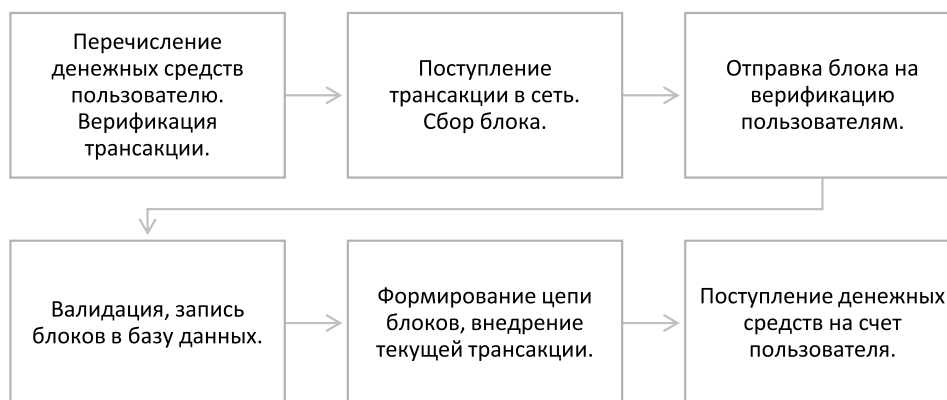 Перечисление
денежных средств
пользователю.
Верификация
трансакции.
Поступление
трансакции в сеть.
Сбор блока.
Отправка блока на
верификацию
пользователям.
Валидация, запись
блоков в базу данных.
Формирование цепи
блоков, внедрение
текущей трансакции.
Поступление денежных
средств на счет
пользователя.